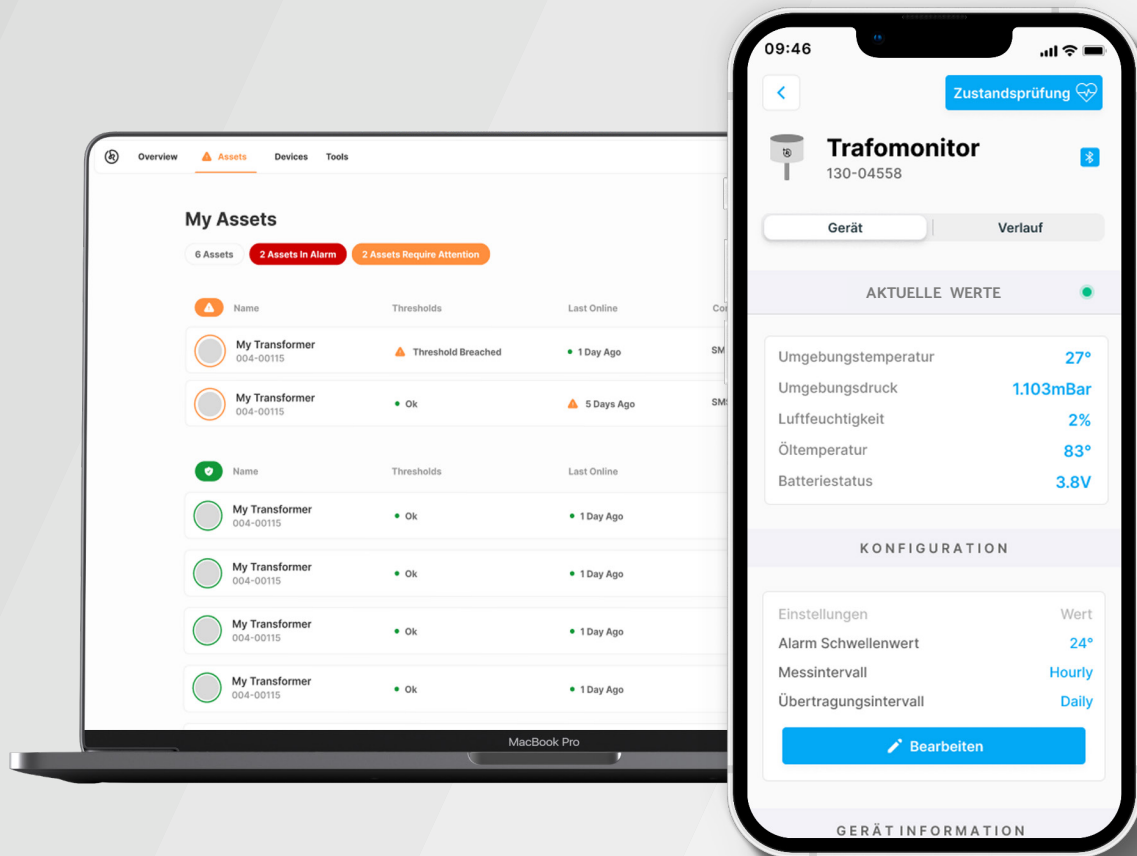 Overview Assets Devices Tools
My Assets
6 Assets 2 Assets In Alarm 2 Assets Require Attention
Name Thresholds Last Online
My Transformer Threshold Breached 1 Day Ago
004-00115
My Transformer Ok 5 Days Ago
004-00115
Name Thresholds Last Online
My Transformer Ok 1 Day Ago
004-00115
My Transformer Ok 1 Day Ago
004-00115
My Transformer Ok 1 Day Ago
004-00115
My Transformer Ok 1 Day Ago
004-00115
MacBook Pro
09:46
Zustandsprüfung
Trafomonitor
130-04558
Gerät Verlauf
AKTUELLE WERTE
Umgebungstemperatur 27°
Umgebungsdruck 1.103mBar
Luftfeuchtigkeit 2%
Öltemperatur 83°
Batteriestatus 3.8V
KONFIGURATION
Einstellungen Wert
Alarm Schwellenwert 24°
Messintervall Hourly
Übertragungsintervall Daily
Bearbeiten
GERÄT INFORMATION